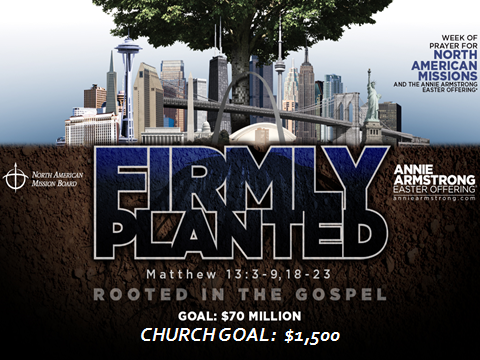 WEEK OF
PRAYER FOR
NORTH
AMERICAN
MISSIONS
AND THE ANNIE ARMSTRONG
EASTER OFFERING®
NORTH AMERICAN
MISSION BOARD
FIRMLY
PLANTED
ANNIE
ARMSTRONG
EASTER OFFERING®
anniearmstrong.com
Matthew 13:3-9,18-23
ROOTED IN THE GOSPEL
GOAL: $70 MILLION
CHURCH GOAL: $1,500